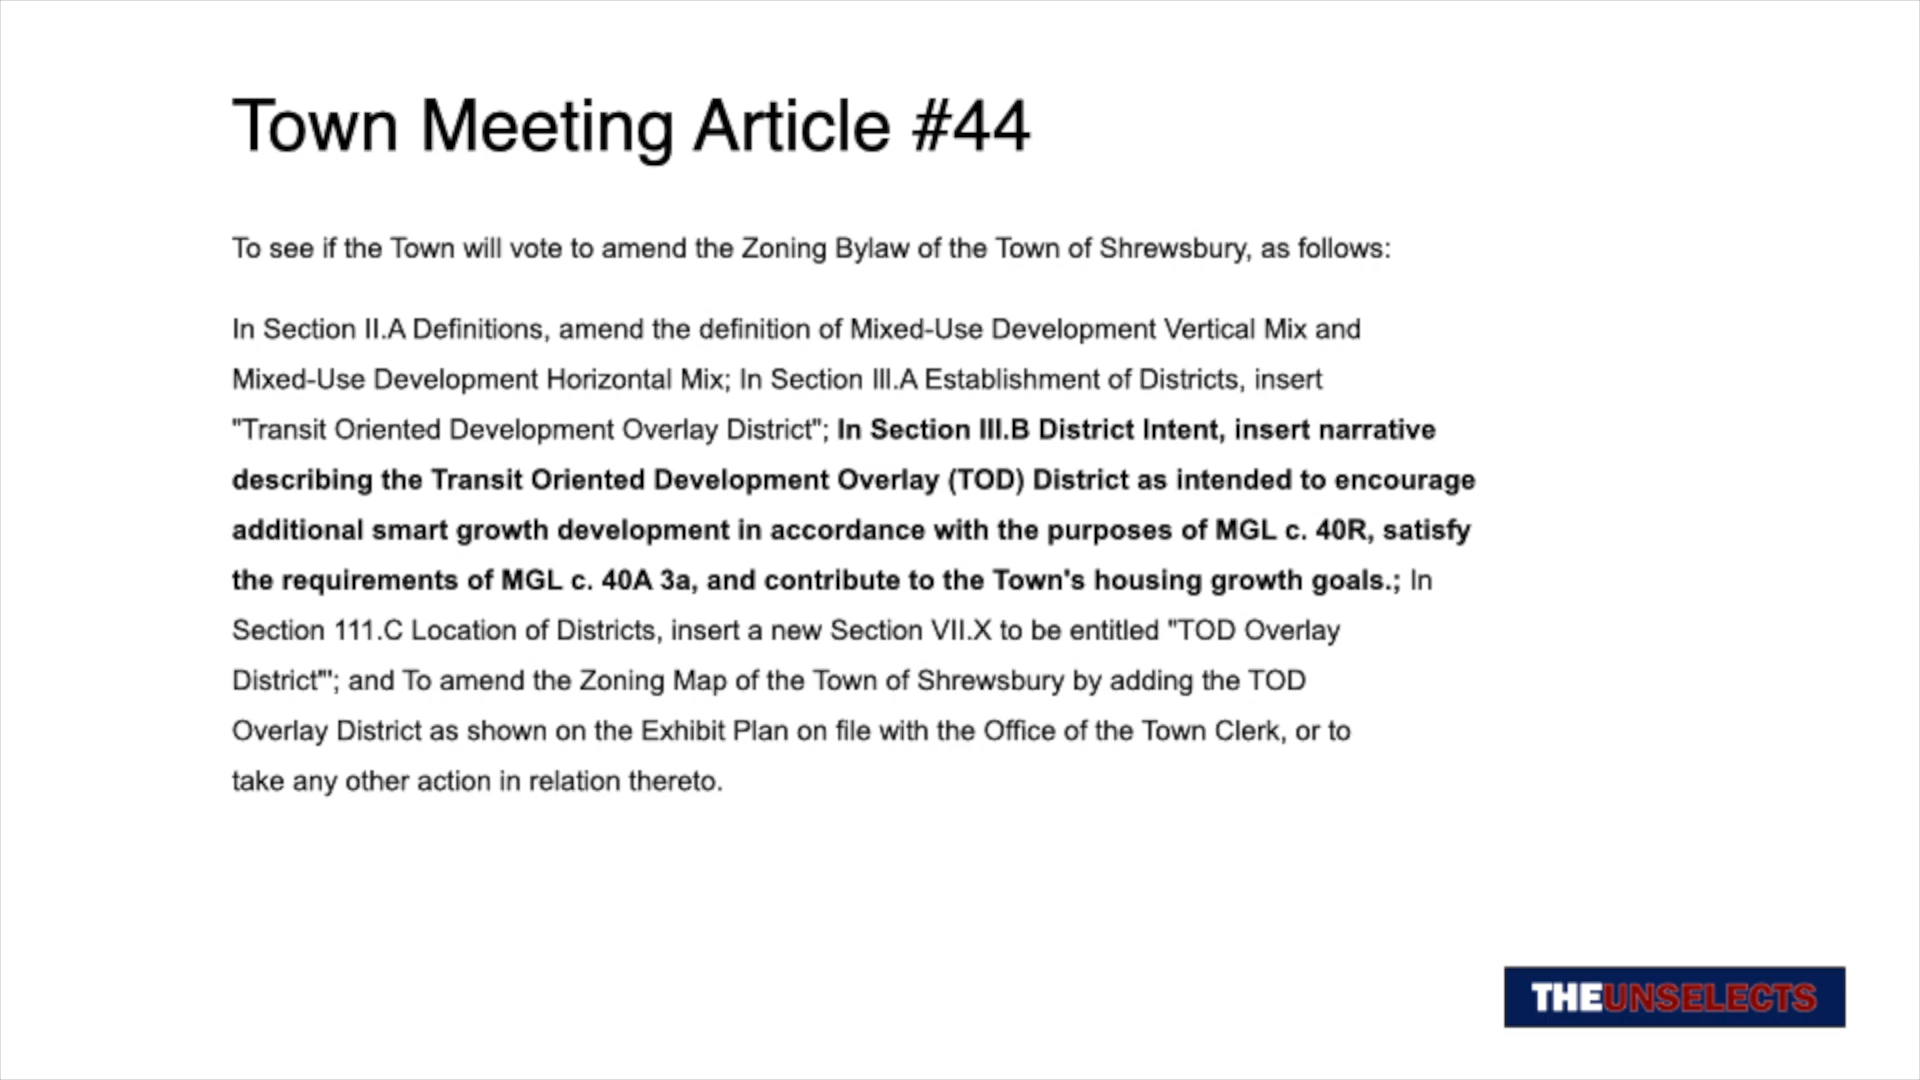 Town Meeting Article #44
To see if the Town will vote to amend the Zoning Bylaw of the Town of Shrewsbury, as follows:
In Section II.A Definitions, amend the definition of Mixed-Use Development Vertical Mix and
Mixed-Use Development Horizontal Mix; In Section III.A Establishment of Districts, insert
"Transit Oriented Development Overlay District"; In Section III.B District Intent, insert narrative
describing the Transit Oriented Development Overlay (TOD) District as intended to encourage
additional smart growth development in accordance with the purposes of MGL c. 40R, satisfy
the requirements of MGL c. 40A 3a, and contribute to the Town's housing growth goals.; In
Section 111.C Location of Districts, insert a new Section VII.X to be entitled "TOD Overlay
District"'; and To amend the Zoning Map of the Town of Shrewsbury by adding the TOD
Overlay District as shown on the Exhibit Plan on file with the Office of the Town Clerk, or to
take any other action in relation thereto.
THEUNSELECTS